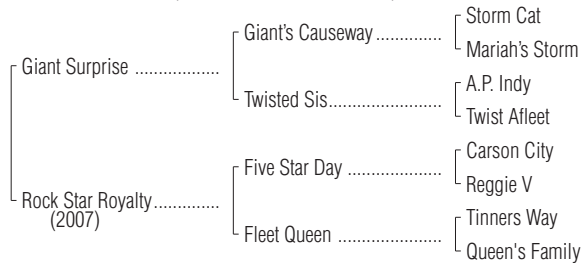 Storm Cat
Giant's Causeway ..............
Mariah's Storm
Giant Surprise .................
A.P. Indy
Twisted Sis....................
Twist Afleet
Carson City
Five Star Day ..................
Reggie V
Rock Star Royalty..............
(2007)
Tinners Way
Fleet Queen ....................
Queen's Family